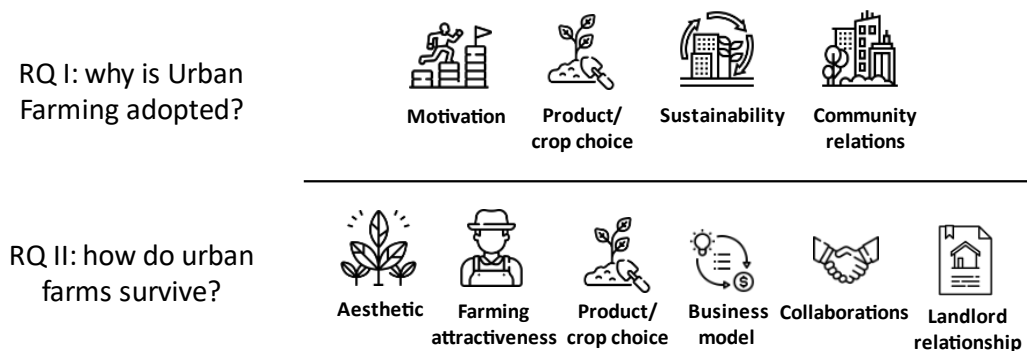 RQ I: why is Urban
Farming adopted?
Motivation
Product/
crop choice
Sustainability
Community
relations
RQ II: how do urban
farms survive?
Aesthetic
Farming
attractiveness
Product/
crop choice
Business
model
Collaborations
Landlord
relationship